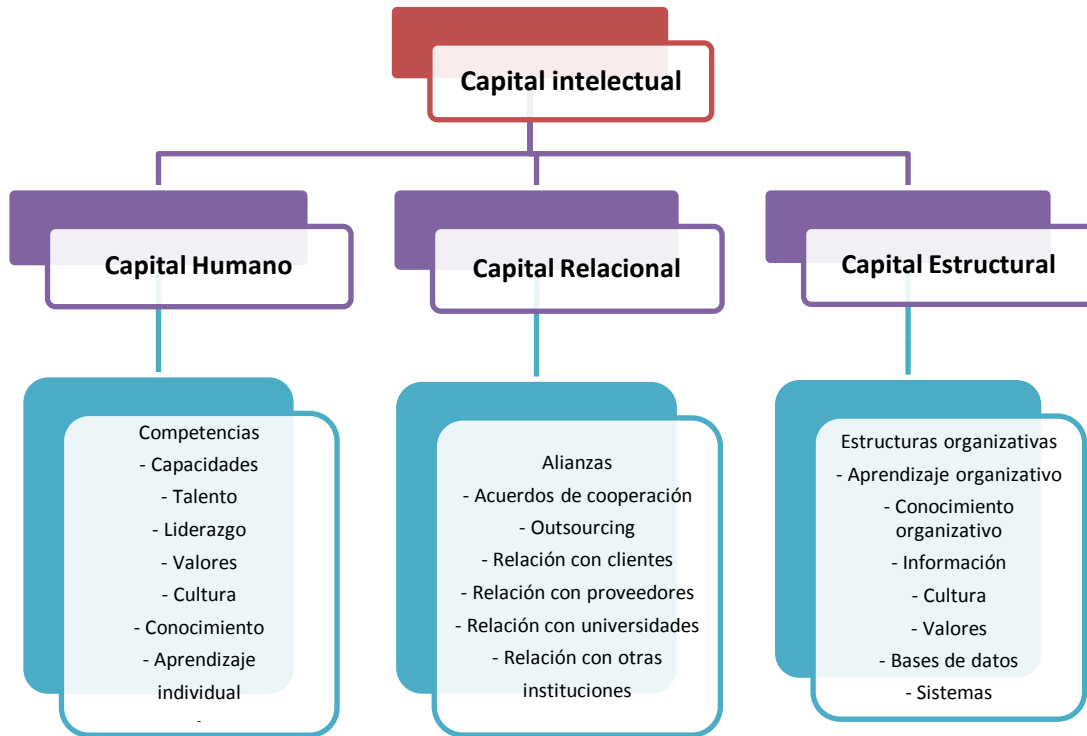 Capital intelectual
Capital Humano
Capital Relacional
Capital Estructural
Competencias
- Capacidades
- Talento
- Liderazgo
- Valores
- Cultura
- Conocimiento
- Aprendizaje
individual
-
Alianzas
- Acuerdos de cooperación
- Outsourcing
- Relación con clientes
- Relación con proveedores
- Relación con universidades
- Relación con otras
instituciones
Estructuras organizativas
- Aprendizaje organizativo
- Conocimiento
organizativo
- Información
- Cultura
- Valores
- Bases de datos
- Sistemas